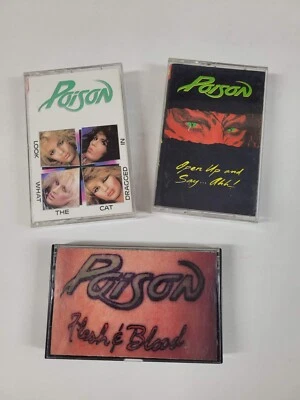 Poison
LOOK WHAT THE CAT DRAGGED IN
Poison
Open Up and
Say...Ahh!
Poison
Flesh & Blood